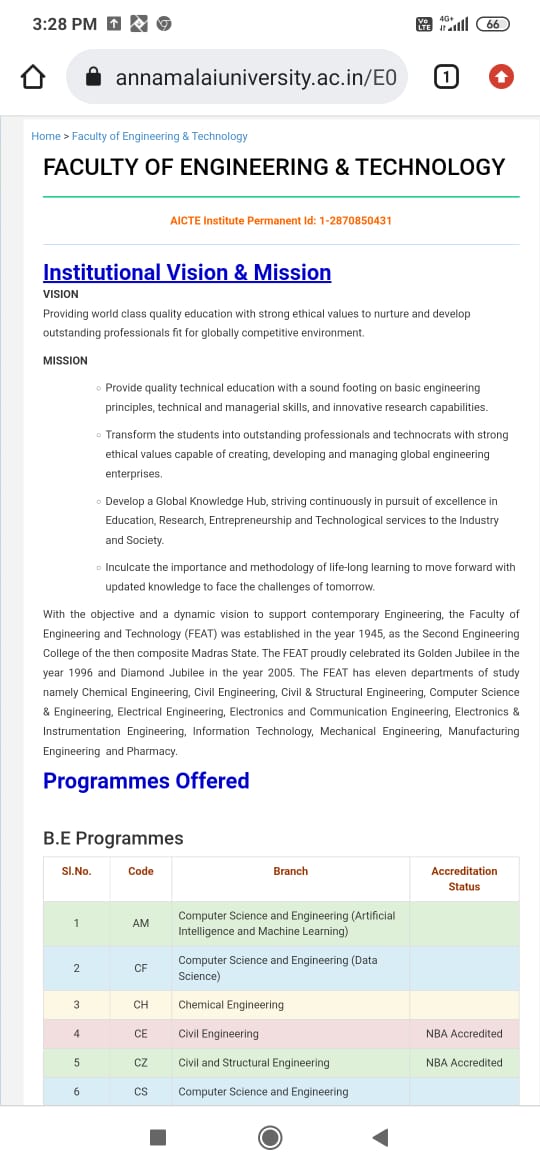 3:28 PM
Vo LTE 4G+ 66
annamalaiuniversity.ac.in/E0
1
Home > Faculty of Engineering & Technology
FACULTY OF ENGINEERING & TECHNOLOGY
AICTE Institute Permanent Id: 1-2870850431
Institutional Vision & Mission
VISION
Providing world class quality education with strong ethical values to nurture and develop
outstanding professionals fit for globally competitive environment.
MISSION
Provide quality technical education with a sound footing on basic engineering
principles, technical and managerial skills, and innovative research capabilities.
Transform the students into outstanding professionals and technocrats with strong
ethical values capable of creating, developing and managing global engineering
enterprises.
Develop a Global Knowledge Hub, striving continuously in pursuit of excellence in
Education, Research, Entrepreneurship and Technological services to the Industry
and Society.
Inculcate the importance and methodology of life-long learning to move forward with
updated knowledge to face the challenges of tomorrow.
With the objective and a dynamic vision to support contemporary Engineering, the Faculty of
Engineering and Technology (FEAT) was established in the year 1945, as the Second Engineering
College of the then composite Madras State. The FEAT proudly celebrated its Golden Jubilee in the
year 1996 and Diamond Jubilee in the year 2005. The FEAT has eleven departments of study
namely Chemical Engineering, Civil Engineering, Civil & Structural Engineering, Computer Science
& Engineering, Electrical Engineering, Electronics and Communication Engineering, Electronics &
Instrumentation Engineering, Information Technology, Mechanical Engineering, Manufacturing
Engineering and Pharmacy.
Programmes Offered
B.E Programmes
Sl.No. Code Branch Accreditation
Status
1 AM Computer Science and Engineering (Artificial
Intelligence and Machine Learning)
2 CF Computer Science and Engineering (Data
Science)
3 CH Chemical Engineering
4 CE Civil Engineering NBA Accredited
5 CZ Civil and Structural Engineering NBA Accredited
6 CS Computer Science and Engineering